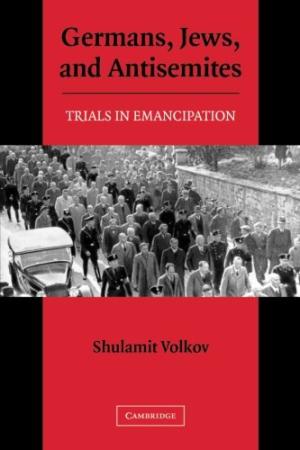 Germans, Jews,
and Antisemites
TRIALS IN EMANCIPATION
Shulamit Volkov
CAMBRIDGE